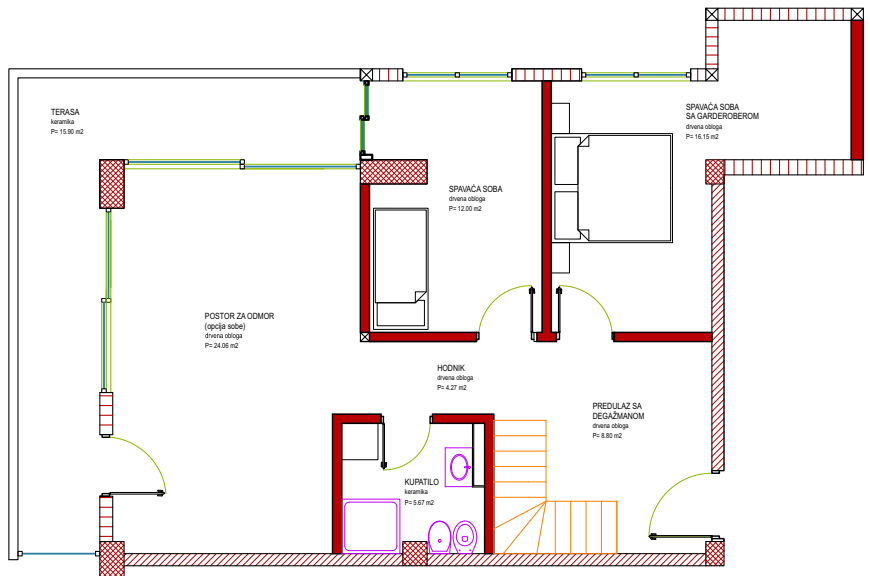 TERASA
keramika
P= 15.90 m2
SPAVAĆA SOBA
SA GARDEROBEROM
drvena obloga
P= 16.15 m2
SPAVAĆA SOBA
drvena obloga
P= 12.00 m2
POSTOR ZA ODMOR
(opcija sobe)
drvena obloga
P= 24.06 m2
HODNIK
drvena obloga
P= 4.27 m2
PREDULAZ SA
DEGAŽMANOM
drvena obloga
P= 8.80 m2
KUPATILO
keramika
P= 5.67 m2